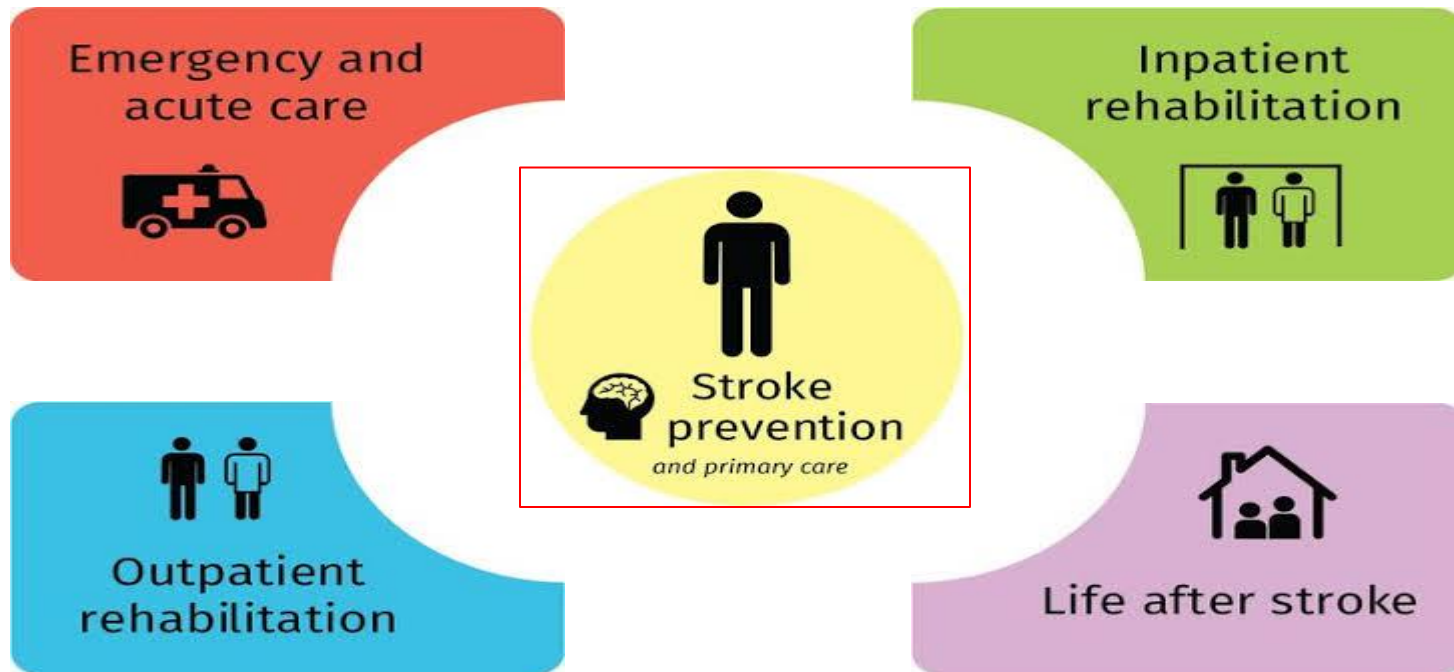 Emergency and
acute care
Inpatient
rehabilitation
Stroke
prevention
and primary care
Outpatient
rehabilitation
Life after stroke